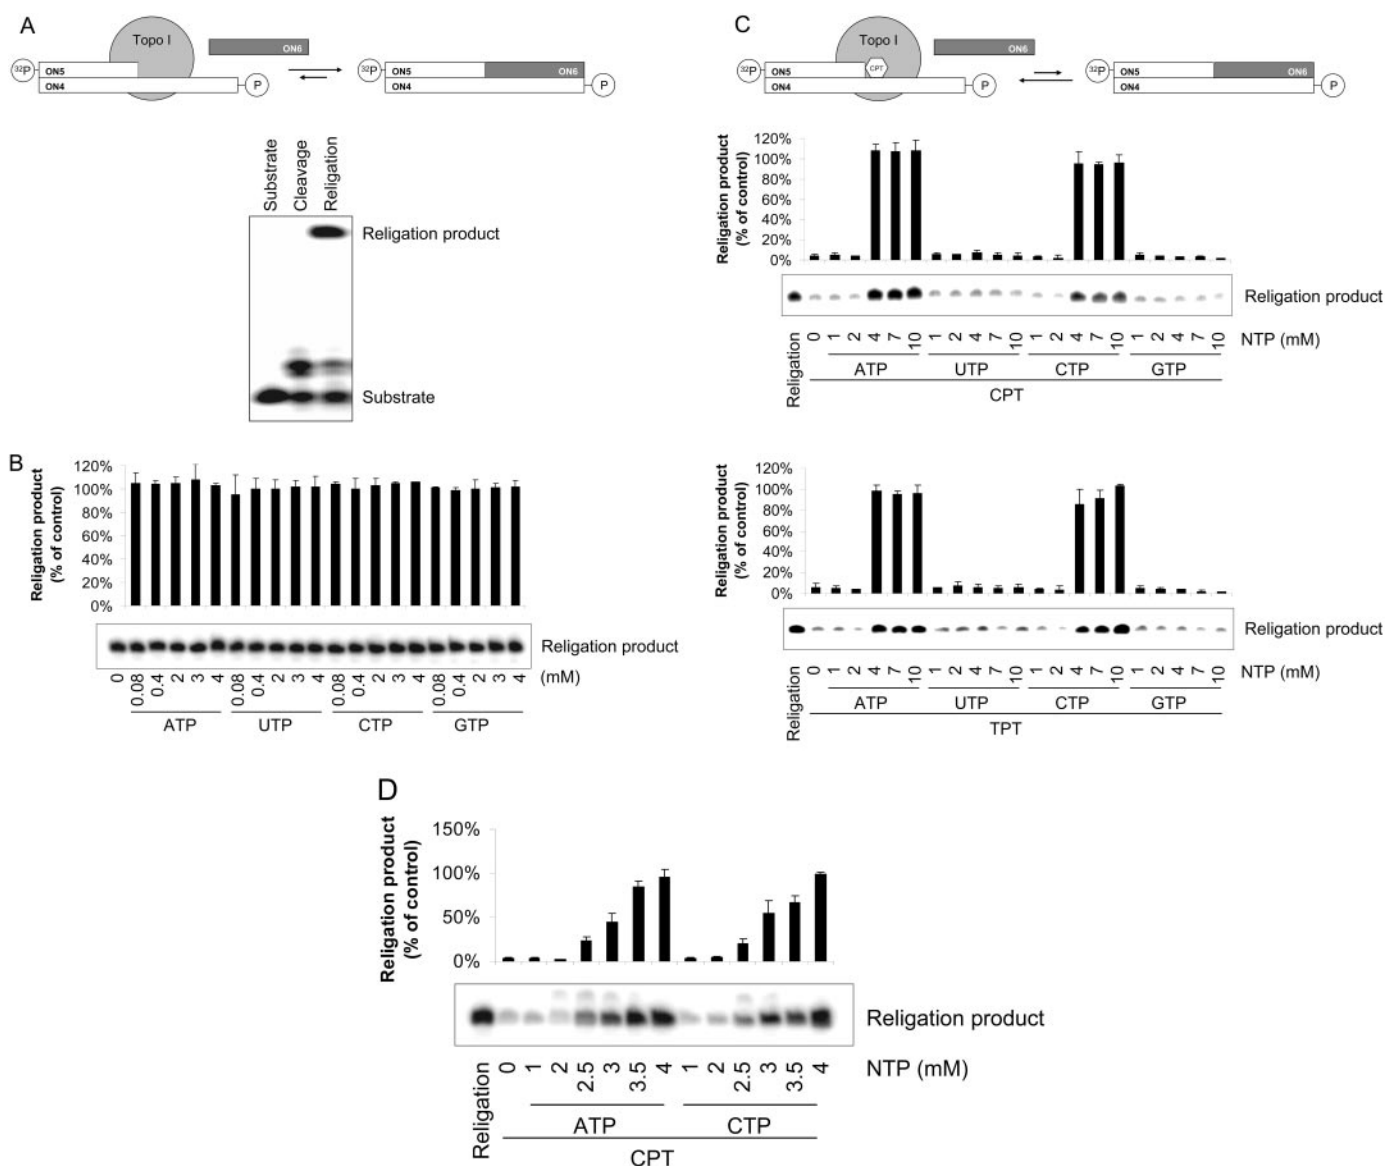 A
Topo I
ON6
32P
ON5
ON4
P
32P
ON5
ON6
ON4
P
Substrate
Cleavage
Religation
Religation product
Substrate
B
Religation product
(% of control)
120%
100%
80%
60%
40%
20%
0%
Religation product
0 0.08 0.4 2 3 4 0.08 0.4 2 3 4 0.08 0.4 2 3 4 0.08 0.4 2 3 4 (mM)
ATP UTP CTP GTP
C
Topo I
ON6
32P
ON5
CPT
ON4
P
32P
ON5
ON6
ON4
P
Religation product
(% of control)
120%
100%
80%
60%
40%
20%
0%
Religation product
Religation 0 1 2 4 7 10 1 2 4 7 10 1 2 4 7 10 1 2 4 7 10 NTP (mM)
ATP UTP CTP GTP
CPT
Religation product
(% of control)
120%
100%
80%
60%
40%
20%
0%
Religation product
Religation 0 1 2 4 7 10 1 2 4 7 10 1 2 4 7 10 1 2 4 7 10 NTP (mM)
ATP UTP CTP GTP
TPT
D
Religation product
(% of control)
150%
100%
50%
0%
Religation product
Religation 0 1 2 2.5 3 3.5 4 1 2 2.5 3 3.5 4 NTP (mM)
ATP CTP
CPT